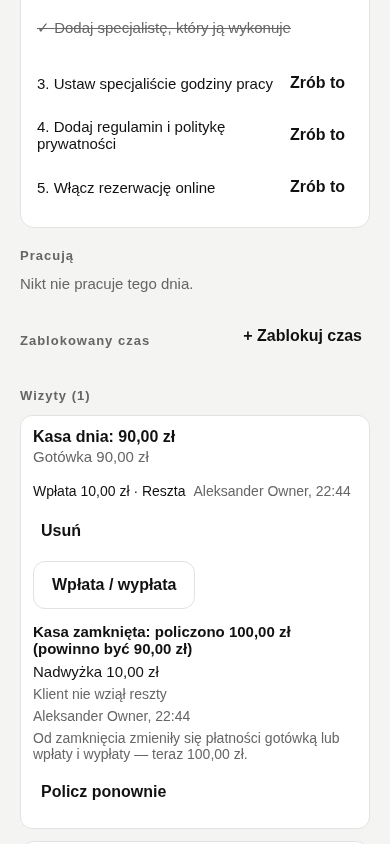 ✓ Dodaj specjalistę, który ją wykonuje
3. Ustaw specjaliście godziny pracy Zrób to
4. Dodaj regulamin i politykę
prywatności Zrób to
5. Włącz rezerwację online Zrób to
Pracują
Nikt nie pracuje tego dnia.
Zablokowany czas + Zablokuj czas
Wizyty (1)
Kasa dnia: 90,00 zł
Gotówka 90,00 zł
Wpłata 10,00 zł · Reszta Aleksander Owner, 22:44
Usuń
Wpłata / wypłata
Kasa zamknięta: policzono 100,00 zł
(powinno być 90,00 zł)
Nadwyżka 10,00 zł
Klient nie wziął reszty
Aleksander Owner, 22:44
Od zamknięcia zmieniły się płatności gotówką lub
wpłaty i wypłaty — teraz 100,00 zł.
Policz ponownie